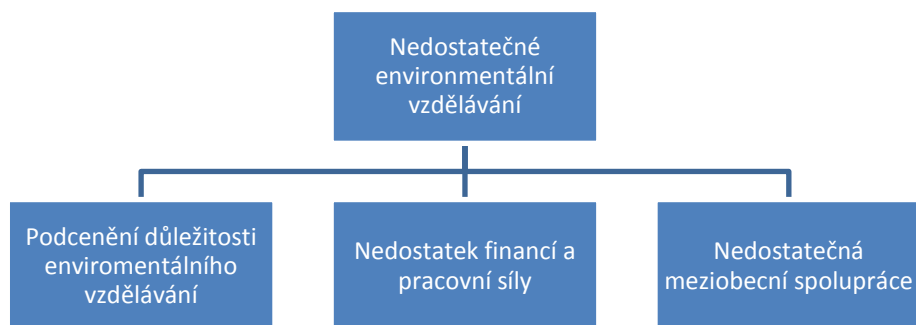 Nedostatečné
environmentální
vzdělávání
Podcenění důležitosti
enviromentálního
vzdělávání
Nedostatek financí a
pracovní síly
Nedostatečná
meziobecní spolupráce